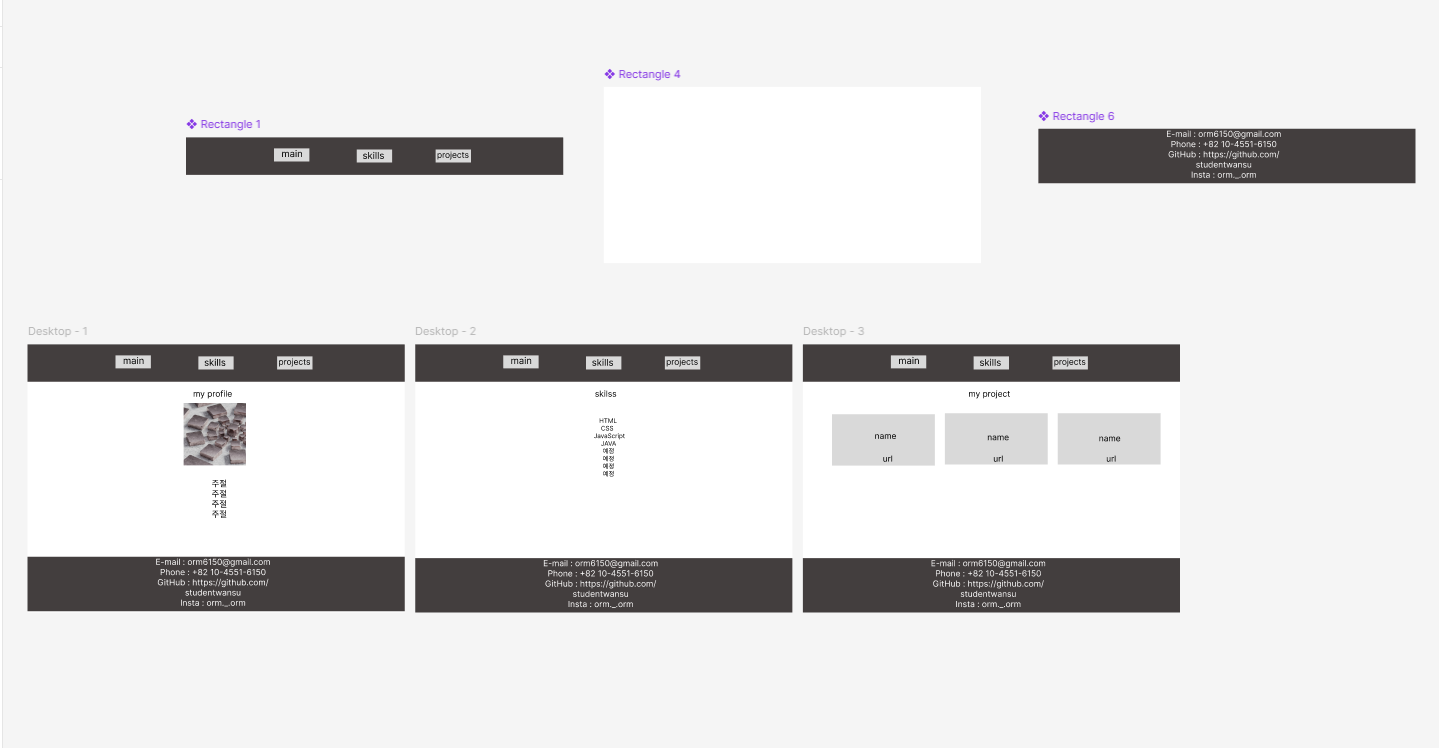 Rectangle 4
Rectangle 6
Rectangle 1
main
skills
projects
E-mail : orm6150@gmail.com
Phone : +82 10-4551-6150
GitHub : https://github.com/
studentwansu
Insta : orm._.orm
Desktop - 1
main
skills
projects
my profile
주절
주절
주절
주절
E-mail : orm6150@gmail.com
Phone : +82 10-4551-6150
GitHub : https://github.com/
studentwansu
Insta : orm._.orm
Desktop - 2
main
skills
projects
skilss
HTML
CSS
JavaScript
JAVA
예정
예정
예정
예정
E-mail : orm6150@gmail.com
Phone : +82 10-4551-6150
GitHub : https://github.com/
studentwansu
Insta : orm._.orm
Desktop - 3
main
skills
projects
my project
name
url
name
url
name
url
E-mail : orm6150@gmail.com
Phone : +82 10-4551-6150
GitHub : https://github.com/
studentwansu
Insta : orm._.orm